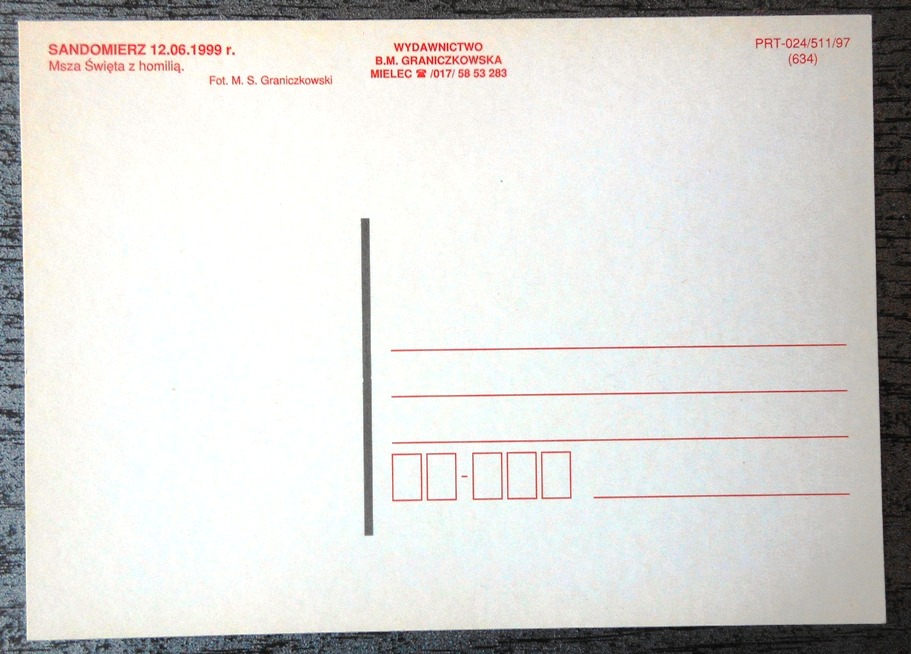 SANDOMIERZ 12.06.1999 r.
Msza Święta z homilią.
Fot. M. S. Graniczkowski
WYDAWNICTWO
B.M. GRANICZKOWSKA
MIELEC ☎ /017/ 58 53 283
PRT-024/511/97
(634)
-